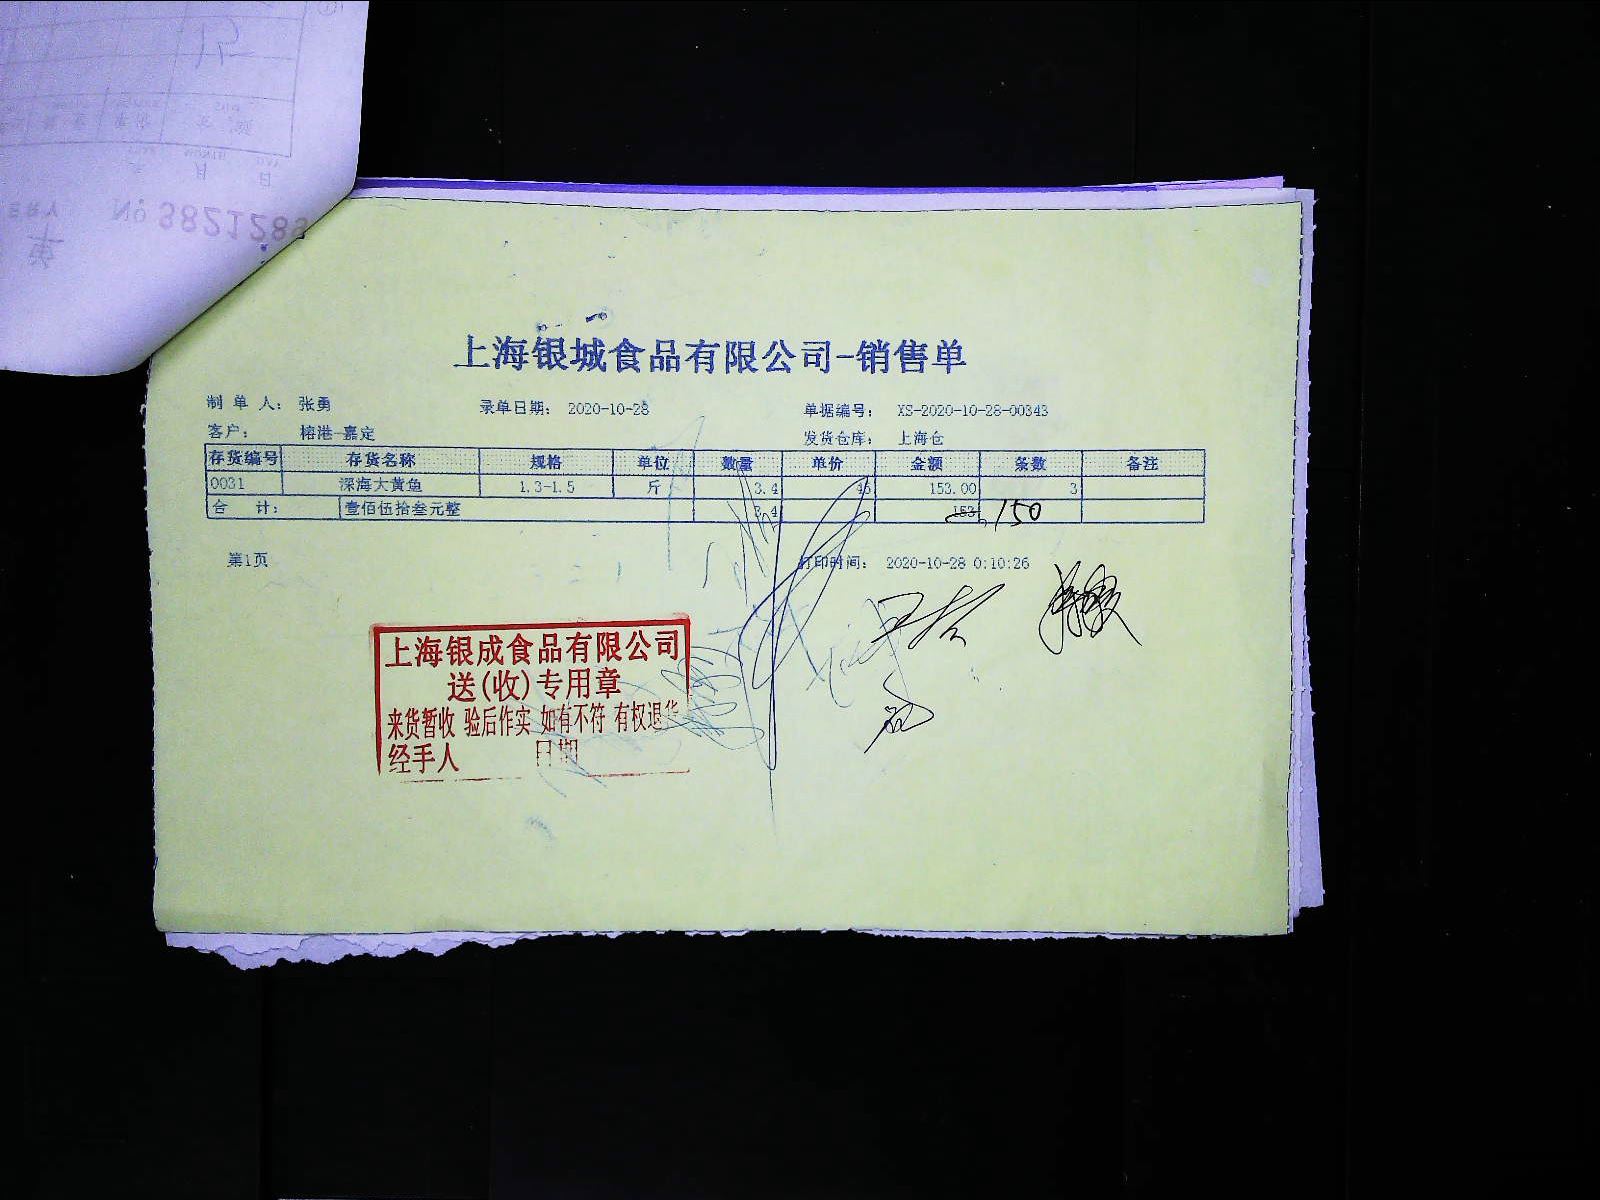 № 3821289
上海银城食品有限公司-销售单
制 单 人： 张勇 录单日期： 2020-10-28 单据编号： XS-2020-10-28-00343
客户： 榕港-嘉定 发货仓库： 上海仓
存货编号 存货名称 规格 单位 数量 单价 金额 条数 备注
0031 深海大黄鱼 1.3-1.5 斤 3.4 45 153.00 3
合 计： 壹佰伍拾叁元整 3.4 153 150
第1页 打印时间： 2020-10-28 0:10:26
上海银成食品有限公司
送(收)专用章
来货暂收 验后作实 如有不符 有权退货
经手人 日期